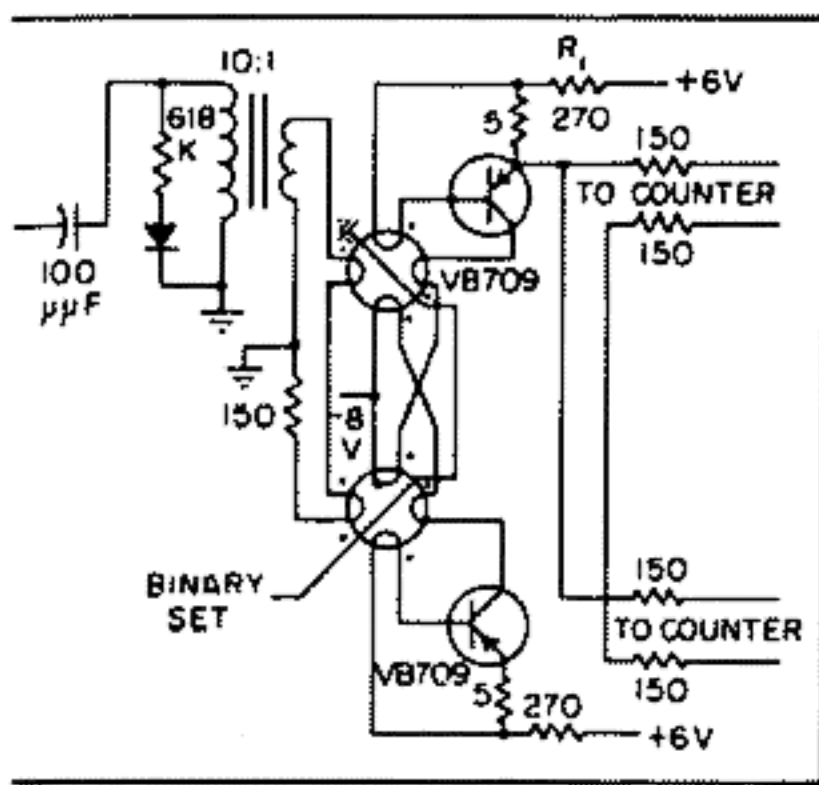 10:1
R₁
+6V
618
K
5
270
150
TO COUNTER
150
100
μμF
VB709
150
-8
V
BINARY
SET
150
TO COUNTER
VB709
150
5
270
+6V